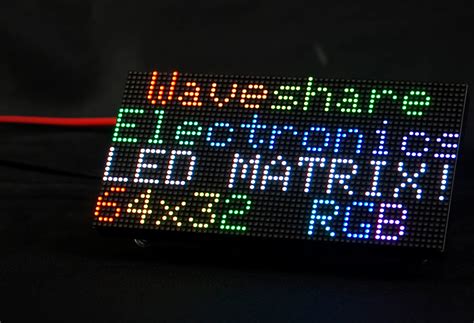 Waveshare
Electronics
LED MATRIX!
64x32 RGB